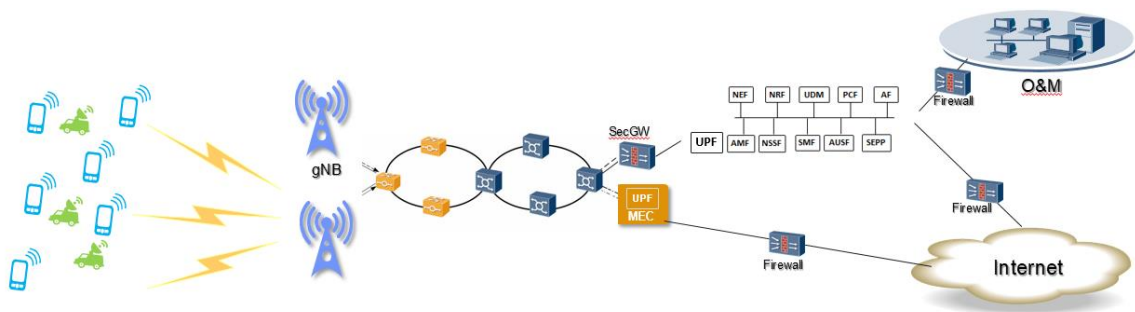 gNB
SecGW
UPF
MEC
UPF
NEF
NRF
UDM
PCF
AF
AMF
NSSF
SMF
AUSF
SEPP
Firewall
O&M
Firewall
Firewall
Internet